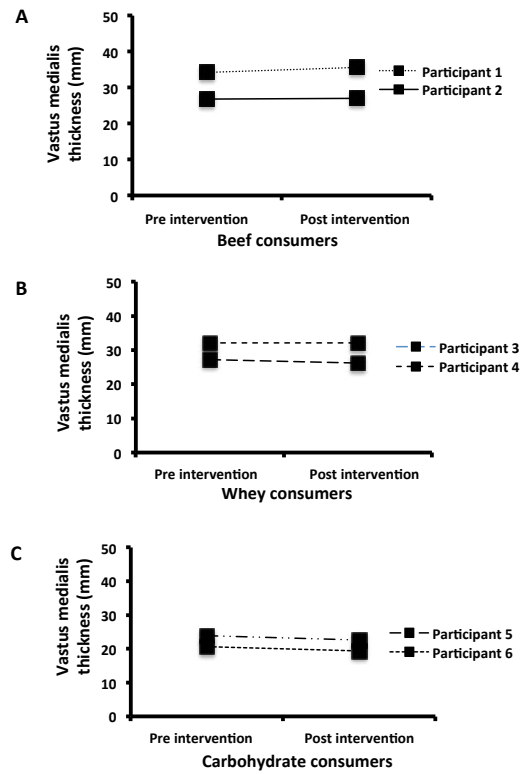 A
Vastus medialis
thickness (mm)
50
40
30
20
10
0
Participant 1
Participant 2
Pre intervention Post intervention
Beef consumers
B
Vastus medialis
thickness (mm)
50
40
30
20
10
0
Participant 3
Participant 4
Pre intervention Post intervention
Whey consumers
C
Vastus medialis
thickness (mm)
50
40
30
20
10
0
Participant 5
Participant 6
Pre intervention Post intervention
Carbohydrate consumers